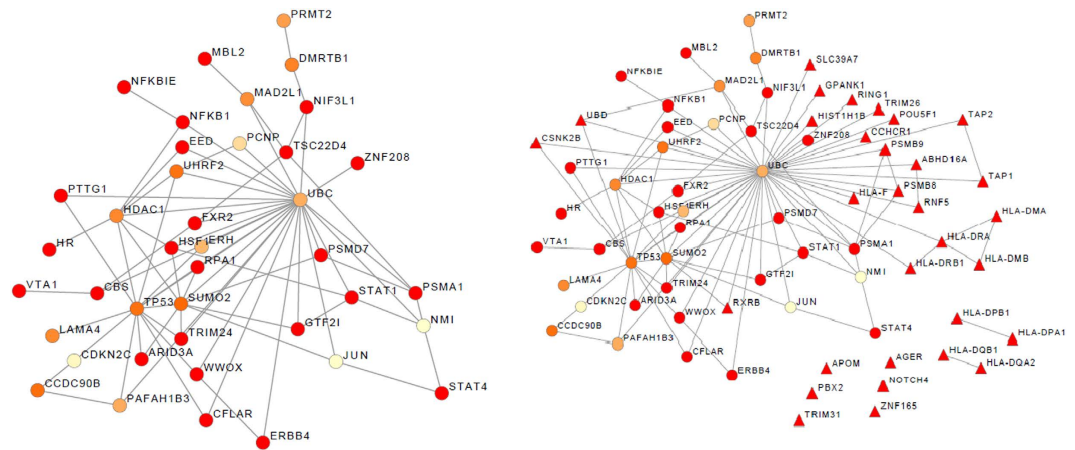 PRMT2
MBL2
DMRTB1
NFKBIE
MAD2L1
NIF3L1
NFKB1
PCNP
EED
TSC22D4
UHRF2
ZNF208
PTTG1
UBC
HDAC1
FXR2
HR
HSF1
ERH
PSMD7
RPA1
VTA1
CBS
STAT1
PSMA1
TP53
SUMO2
NMI
LAMA4
TRIM24
GTF2I
CDKN2C
ARID3A
JUN
WWOX
CCDC90B
STAT4
PAFAH1B3
CFLAR
ERBB4
PRMT2
MBL2
DMRTB1
SLC39A7
NFKBIE
MAD2L1
NIF3L1
GPANK1
RING1
NFKB1
TRIM26
UBD
PCNP
HIST1H1B
POU5F1
TAP2
EED
TSC22D4
CSNK2B
UHRF2
ZNF208
CCHCR1
PSMB9
PTTG1
UBC
ABHD16A
HDAC1
TAP1
FXR2
HLA-F
PSMB8
HR
HSF1
ERH
RNF5
PSMD7
HLA-DMA
RPA1
VTA1
CBS
STAT1
PSMA1
HLA-DRA
TP53
SUMO2
HLA-DRB1
HLA-DMB
NMI
LAMA4
TRIM24
GTF2I
CDKN2C
ARID3A
RXRB
JUN
WWOX
CCDC90B
STAT4
HLA-DPB1
PAFAH1B3
HLA-DPA1
CFLAR
HLA-DQB1
ERBB4
APOM
AGER
HLA-DQA2
PBX2
NOTCH4
TRIM31
ZNF165